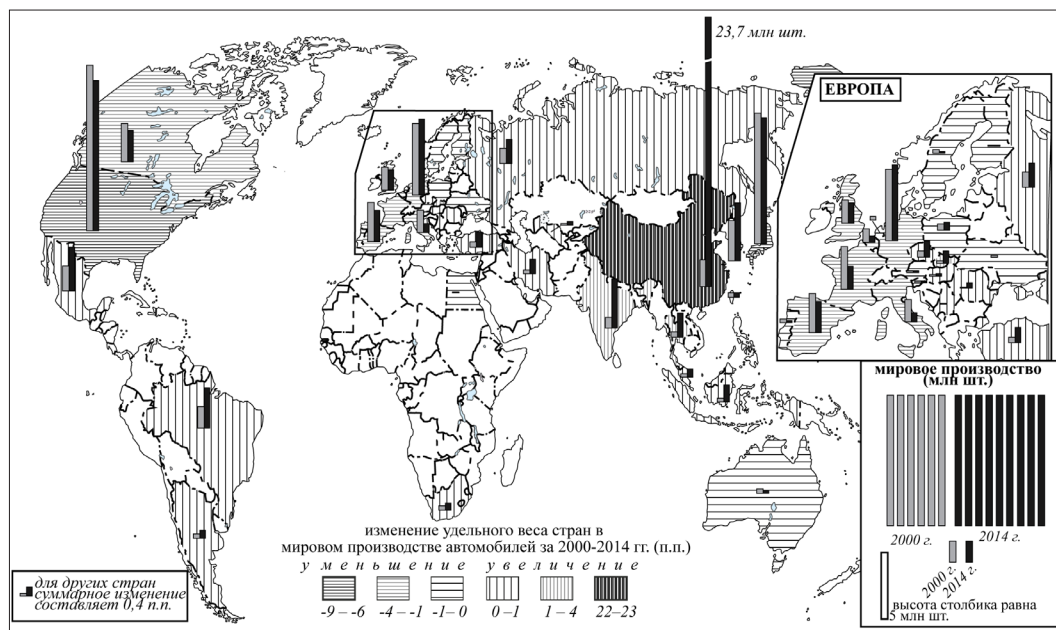 23,7 млн шт.
ЕВРОПА
мировое производство
(млн шт.)
2000 г.
2014 г.
2000 г.
2014 г.
высота столбика равна
5 млн шт.
изменение удельного веса стран в
мировом производстве автомобилей за 2000-2014 гг. (п.п.)
уменьшение увеличение
-9 – -6 -4 – -1 -1– 0 0 –1 1 – 4 22–23
для других стран
суммарное изменение
составляет 0,4 п.п.